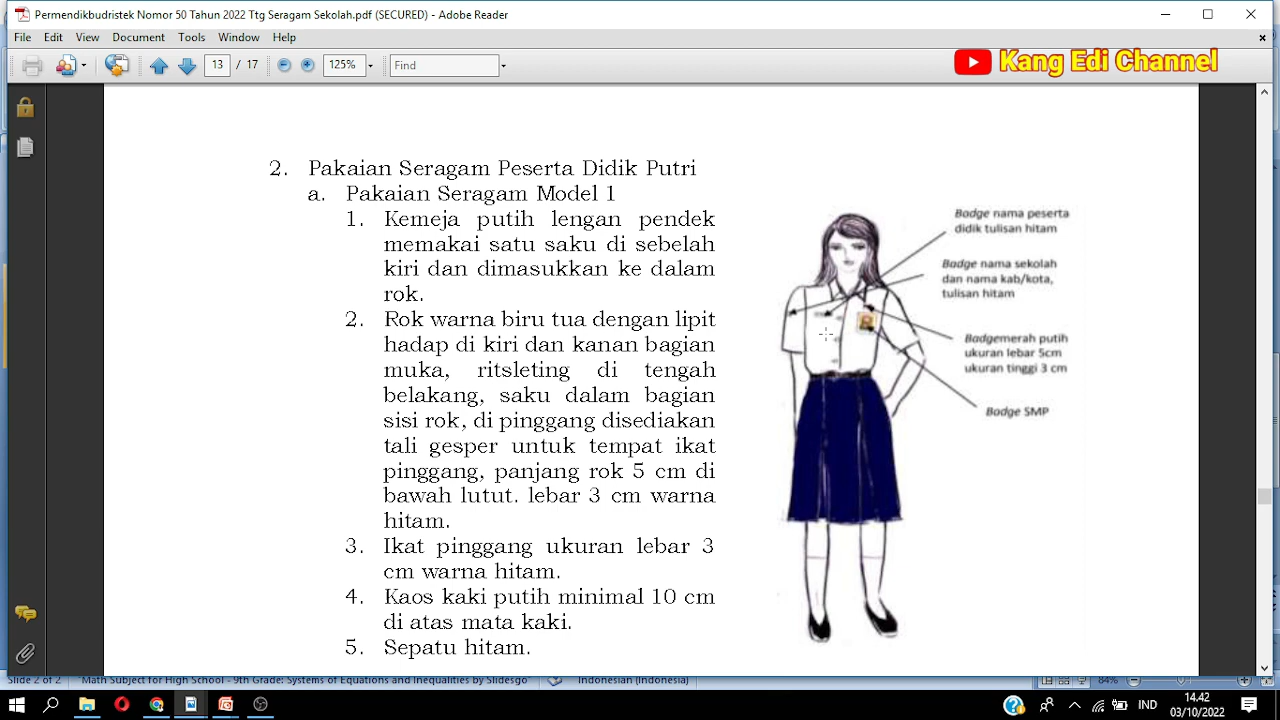 Permendikbudristek Nomor 50 Tahun 2022 Ttg Seragam Sekolah.pdf (SECURED) - Adobe Reader
File Edit View Document Tools Window Help
13 / 17 125% Find
Kang Edi Channel
2. Pakaian Seragam Peserta Didik Putri
a. Pakaian Seragam Model 1
1. Kemeja putih lengan pendek
memakai satu saku di sebelah
kiri dan dimasukkan ke dalam
rok.
2. Rok warna biru tua dengan lipit
hadap di kiri dan kanan bagian
muka, ritsleting di tengah
belakang, saku dalam bagian
sisi rok, di pinggang disediakan
tali gesper untuk tempat ikat
pinggang, panjang rok 5 cm di
bawah lutut. lebar 3 cm warna
hitam.
3. Ikat pinggang ukuran lebar 3
cm warna hitam.
4. Kaos kaki putih minimal 10 cm
di atas mata kaki.
5. Sepatu hitam.
Badge nama peserta
didik tulisan hitam
Badge nama sekolah
dan nama kab/kota,
tulisan hitam
Badgemerah putih
ukuran lebar 5cm
ukuran tinggi 3 cm
Badge SMP
Slide 2 of 2 "Math Subject for High School - 9th Grade: Systems of Equations and Inequalities by Slidesgo Indonesian (Indonesia) 84%
IND
14.42
03/10/2022